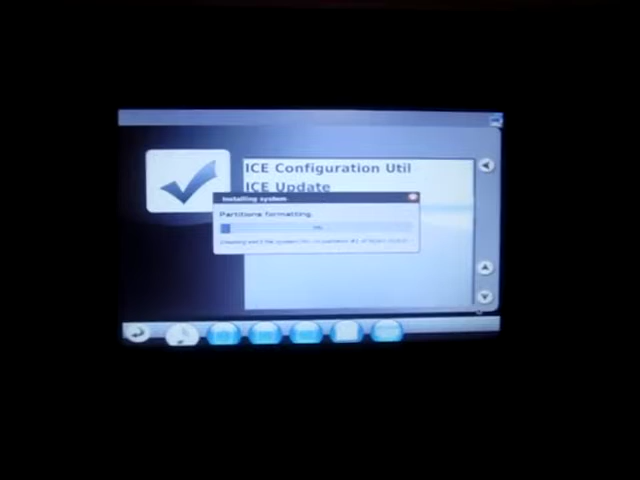 ICE Configuration Util
ICE Update
Installing system
Partitions formatting.